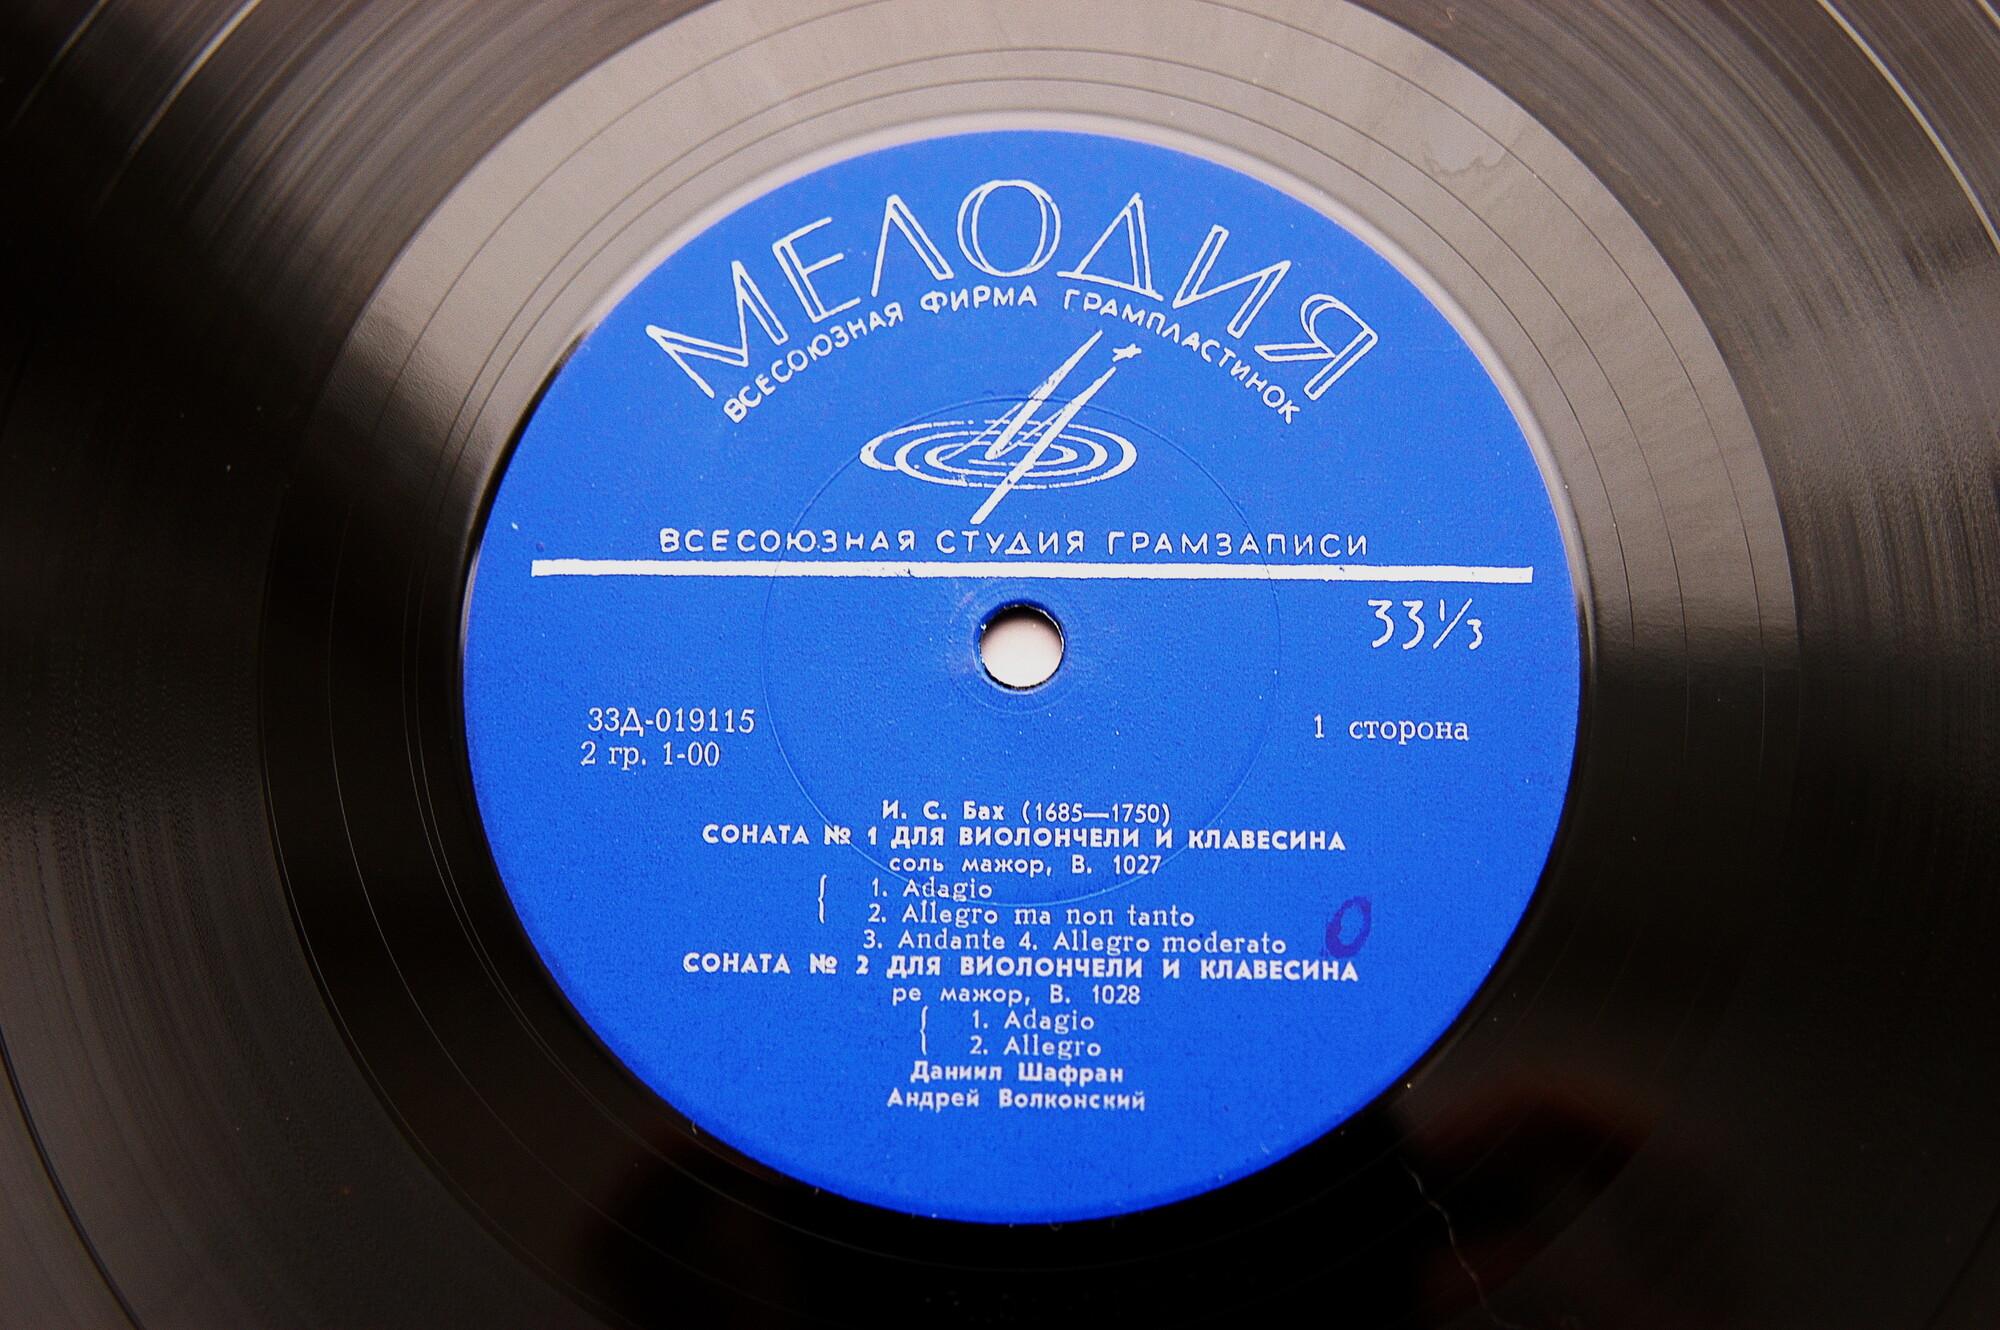 МЕЛОДИЯ
ВСЕСОЮЗНАЯ ФИРМА ГРАМПЛАСТИНОК
ВСЕСОЮЗНАЯ СТУДИЯ ГРАМЗАПИСИ
33⅓
33Д-019115
2 гр. 1-00
1 сторона
И. С. Бах (1685—1750)
СОНАТА № 1 ДЛЯ ВИОЛОНЧЕЛИ И КЛАВЕСИНА
соль мажор, В. 1027
1. Adagio
2. Allegro ma non tanto
3. Andante 4. Allegro moderato
О
СОНАТА № 2 ДЛЯ ВИОЛОНЧЕЛИ И КЛАВЕСИНА
ре мажор, В. 1028
1. Adagio
2. Allegro
Даниил Шафран
Андрей Волконский